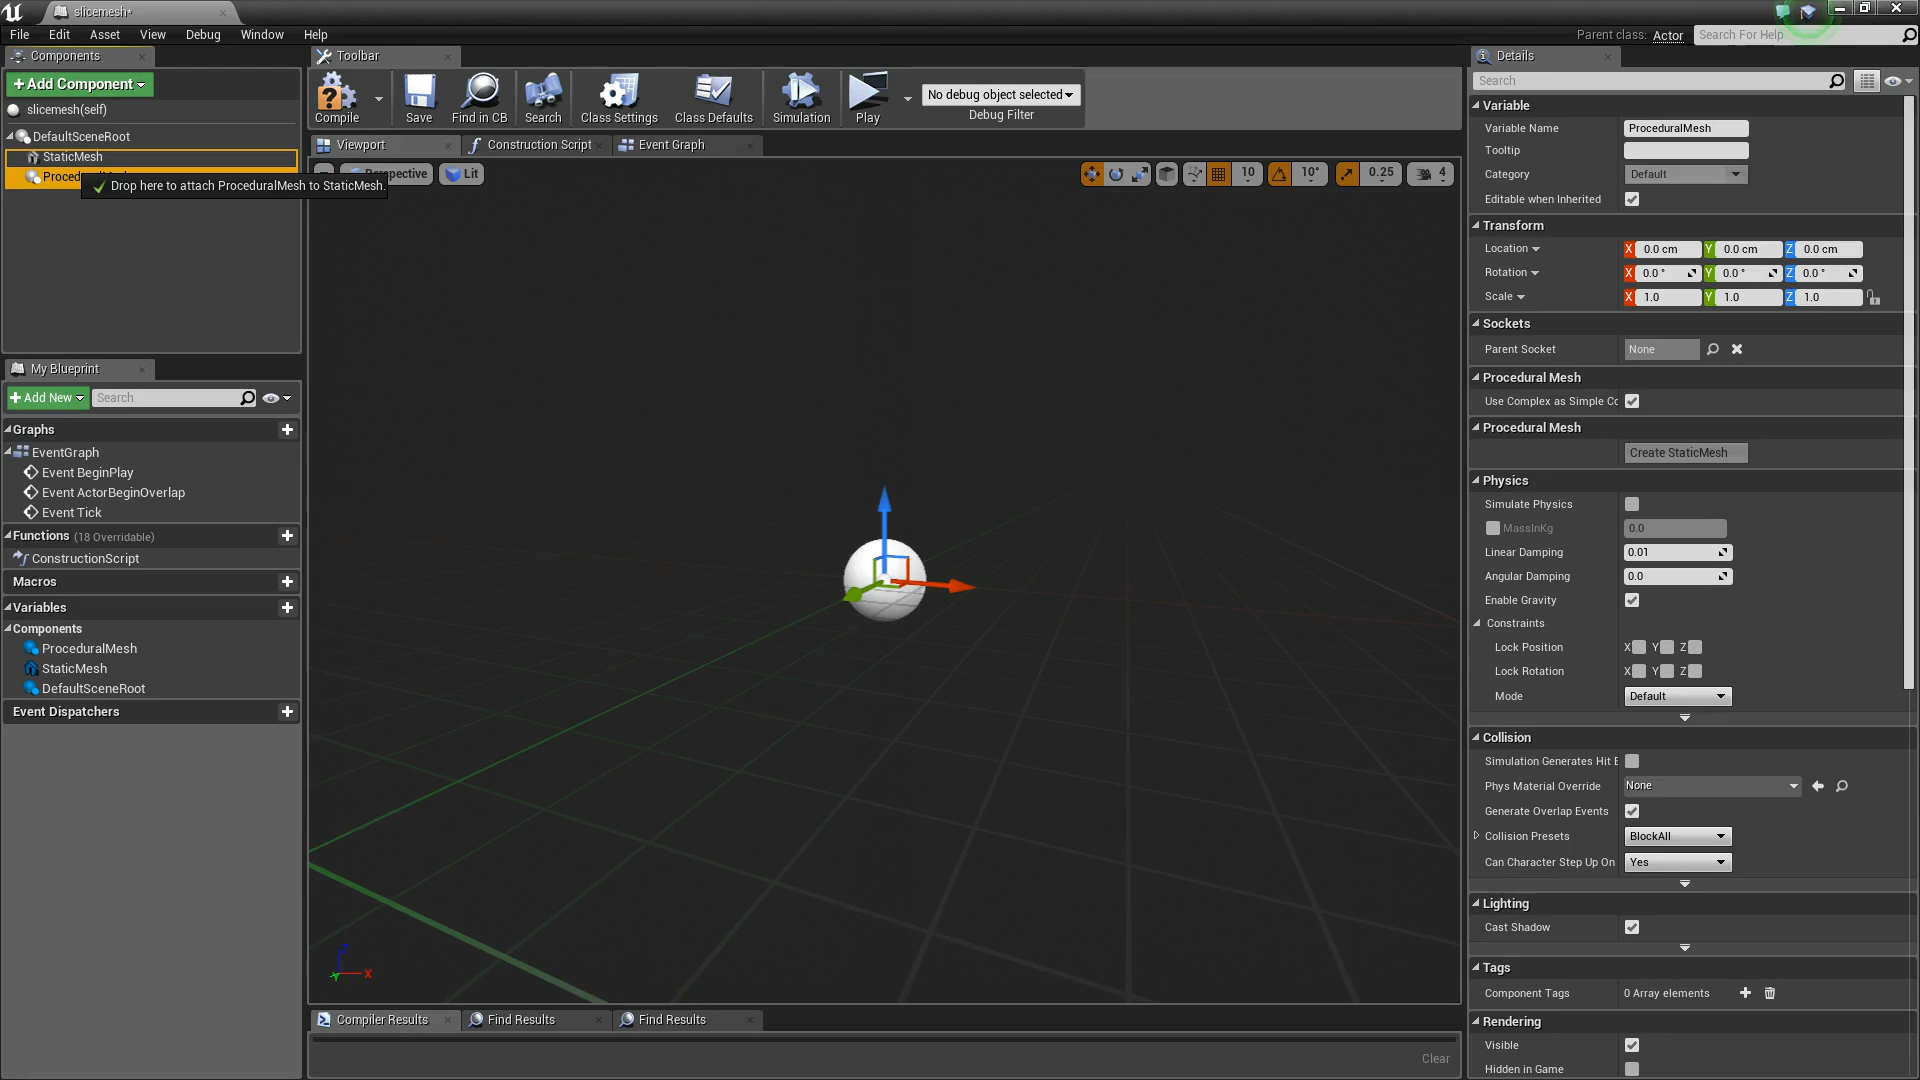 slicemesh*
File Edit Asset View Debug Window Help
Parent class: Actor
Search For Help
Components
+Add Component
slicemesh(self)
DefaultSceneRoot
StaticMesh
Drop here to attach ProceduralMesh to StaticMesh.
My Blueprint
+Add New
Search
Graphs
EventGraph
Event BeginPlay
Event ActorBeginOverlap
Event Tick
Functions (18 Overridable)
ConstructionScript
Macros
Variables
Components
ProceduralMesh
StaticMesh
DefaultSceneRoot
Event Dispatchers
Toolbar
Compile Save Find in CB Search Class Settings Class Defaults Simulation Play
No debug object selected
Debug Filter
Viewport
Construction Script
Event Graph
Perspective
Lit
10 10° 0.25 4
Z
X
Y
Compiler Results
Find Results
Find Results
Clear
Details
Search
Variable
Variable Name ProceduralMesh
Tooltip
Category Default
Editable when Inherited
Transform
Location X 0.0 cm Y 0.0 cm Z 0.0 cm
Rotation X 0.0 ° Y 0.0 ° Z 0.0 °
Scale X 1.0 Y 1.0 Z 1.0
Sockets
Parent Socket None
Procedural Mesh
Use Complex as Simple Co
Procedural Mesh
Create StaticMesh
Physics
Simulate Physics
MassInKg 0.0
Linear Damping 0.01
Angular Damping 0.0
Enable Gravity
Constraints
Lock Position X Y Z
Lock Rotation X Y Z
Mode Default
Collision
Simulation Generates Hit E
Phys Material Override None
Generate Overlap Events
Collision Presets BlockAll
Can Character Step Up On Yes
Lighting
Cast Shadow
Tags
Component Tags 0 Array elements
Rendering
Visible
Hidden in Game